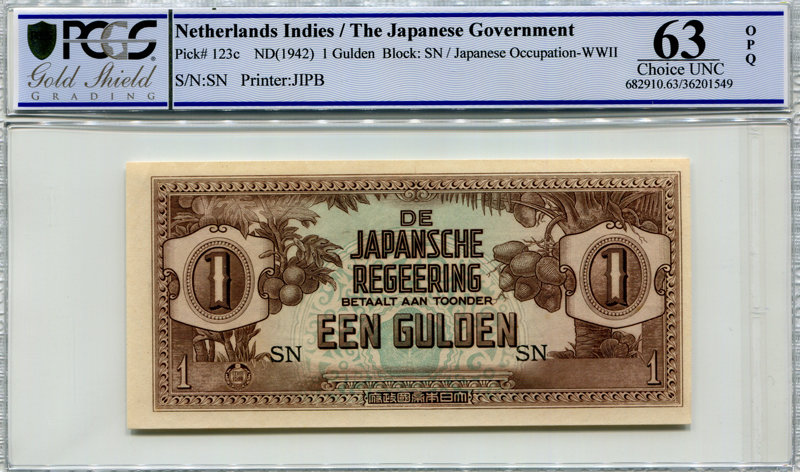 PCGS
Gold Shield
GRADING
Netherlands Indies / The Japanese Government
Pick# 123c ND(1942) 1 Gulden Block: SN / Japanese Occupation-WWII
S/N:SN Printer:JIPB
63
Choice UNC
682910.63/36201549
OPQ
DE
JAPANSCHE
REGEERING
BETAALT AAN TOONDER
EEN GULDEN
1
1
SN
SN
1
1
府政國帝本日大